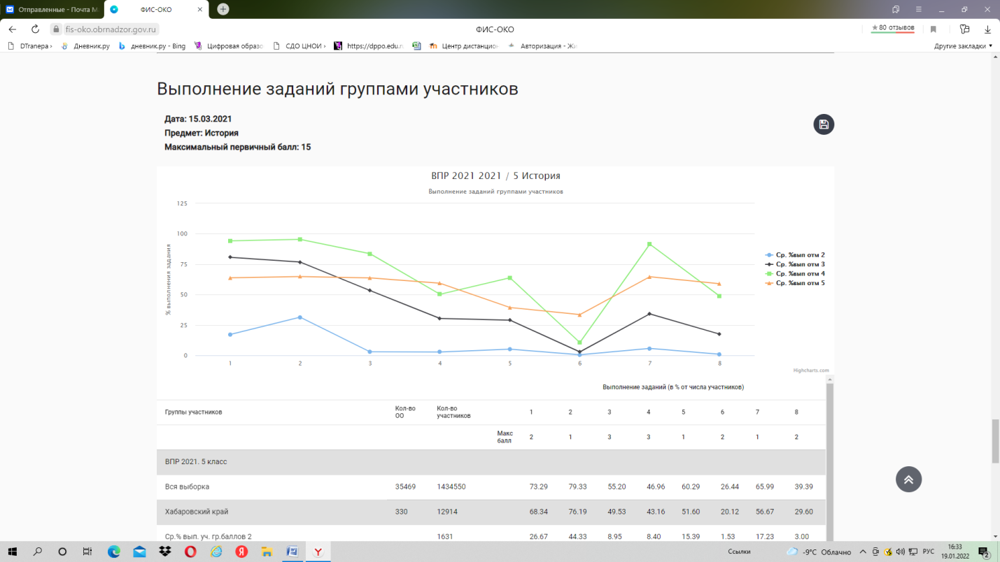 Отправленные - Почта M
ФИС-ОКО
fis-oko.obrnadzor.gov.ru
ФИС-ОКО
★ 80 отзывов
DTranepa ›
Дневник.ру
дневник.ру - Bing
Цифровая образо
СДО ЦНОИ ›
https://dppo.edu.ru
Центр дистанцион
Авторизация - Жи
Другие закладки
Выполнение заданий группами участников
Дата: 15.03.2021
Предмет: История
Максимальный первичный балл: 15
ВПР 2021 2021 / 5 История
Выполнение заданий группами участников
% выполнения задания
125
100
75
50
25
0
1 2 3 4 5 6 7 8
Ср. %вып отм 2
Ср. %вып отм 3
Ср. %вып отм 4
Ср. %вып отм 5
Highcharts.com
Выполнение заданий (в % от числа участников)
Группы участников Кол-во ОО Кол-во участников 1 2 3 4 5 6 7 8
Макс балл 2 1 3 3 1 2 1 2
ВПР 2021. 5 класс
Вся выборка 35469 1434550 73.29 79.33 55.20 46.96 60.29 26.44 65.99 39.39
Хабаровский край 330 12914 68.34 76.19 49.53 43.16 51.60 20.12 56.67 29.60
Ср.% вып. уч. гр.баллов 2 1631 26.67 44.33 8.95 8.40 15.39 1.53 17.23 3.00
Ссылки
-9°C Облачно
РУС
16:33
19.01.2022
2